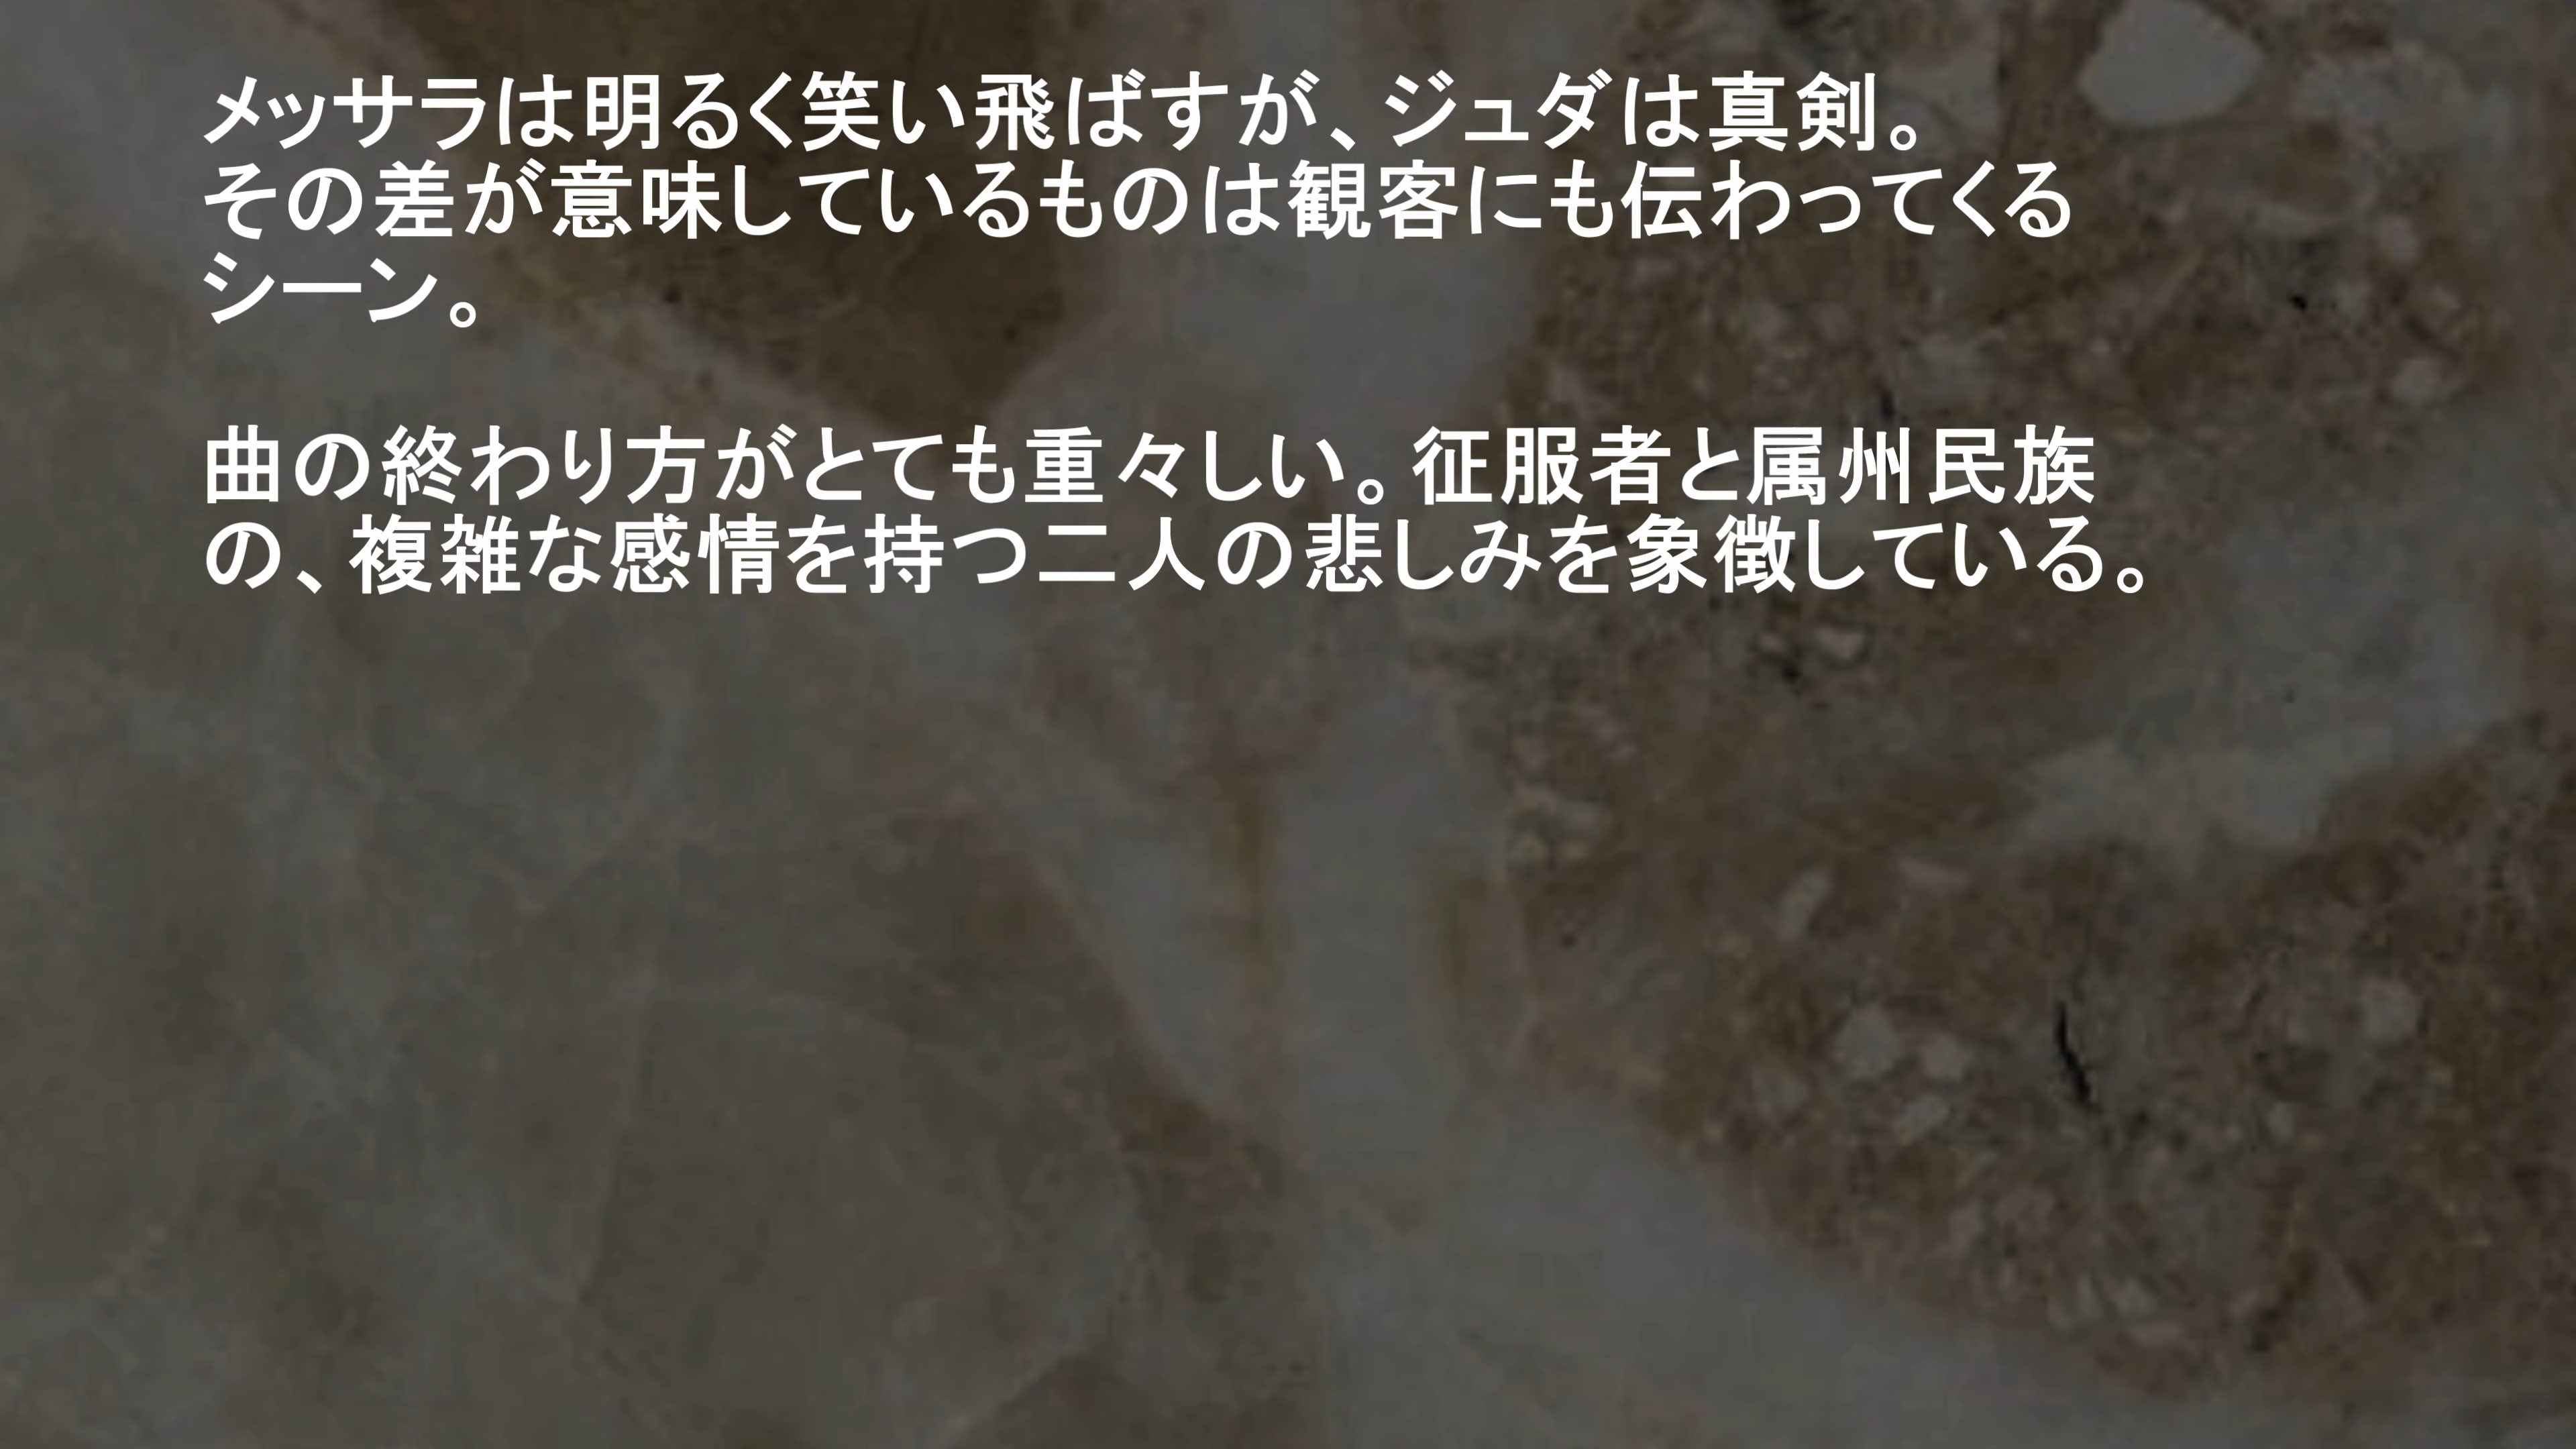 メッサラは明るく笑い飛ばすが、ジュダは真剣。
その差が意味しているものは観客にも伝わってくる
シーン。
曲の終わり方がとても重々しい。征服者と属州民族
の、複雑な感情を持つ二人の悲しみを象徴している。